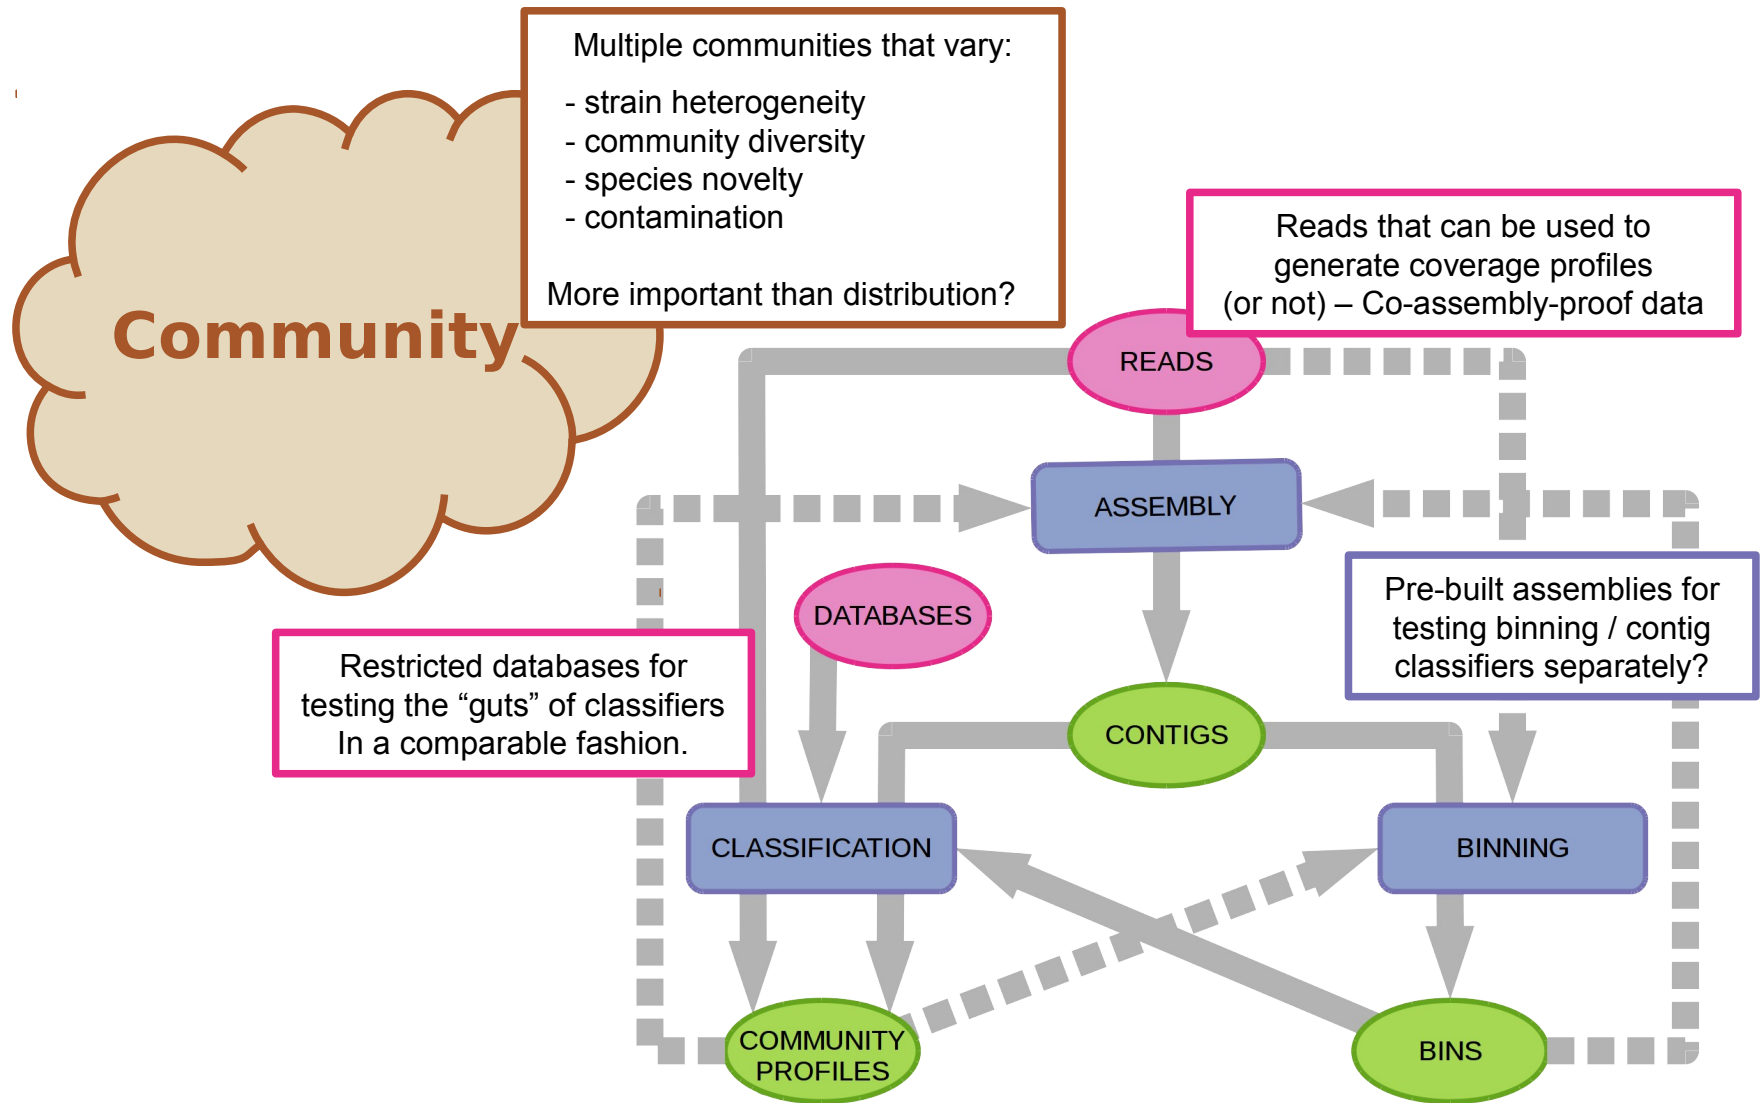 Multiple communities that vary:
- strain heterogeneity
- community diversity
- species novelty
- contamination
More important than distribution?
Community
Reads that can be used to
generate coverage profiles
(or not) – Co-assembly-proof data
READS
ASSEMBLY
DATABASES
Pre-built assemblies for
testing binning / contig
classifiers separately?
Restricted databases for
testing the “guts” of classifiers
In a comparable fashion.
CONTIGS
CLASSIFICATION
BINNING
COMMUNITY
PROFILES
BINS